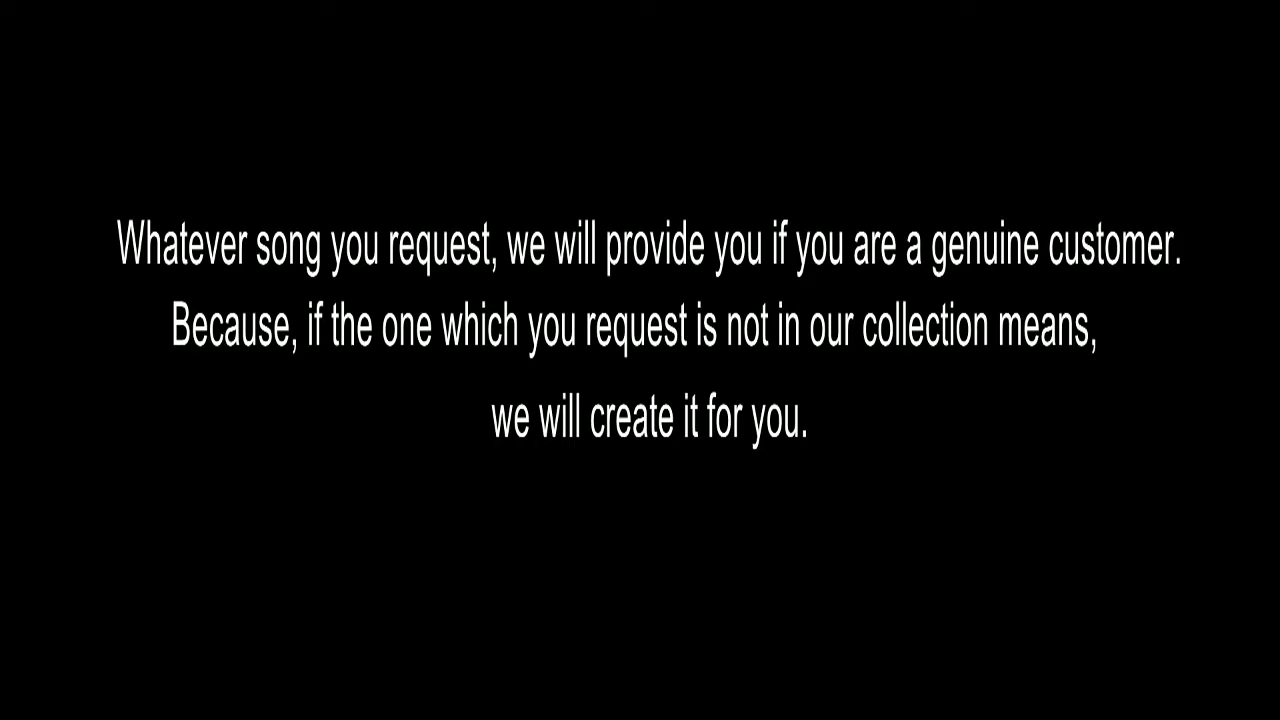 Whatever song you request, we will provide you if you are a genuine customer.
Because, if the one which you request is not in our collection means,
we will create it for you.